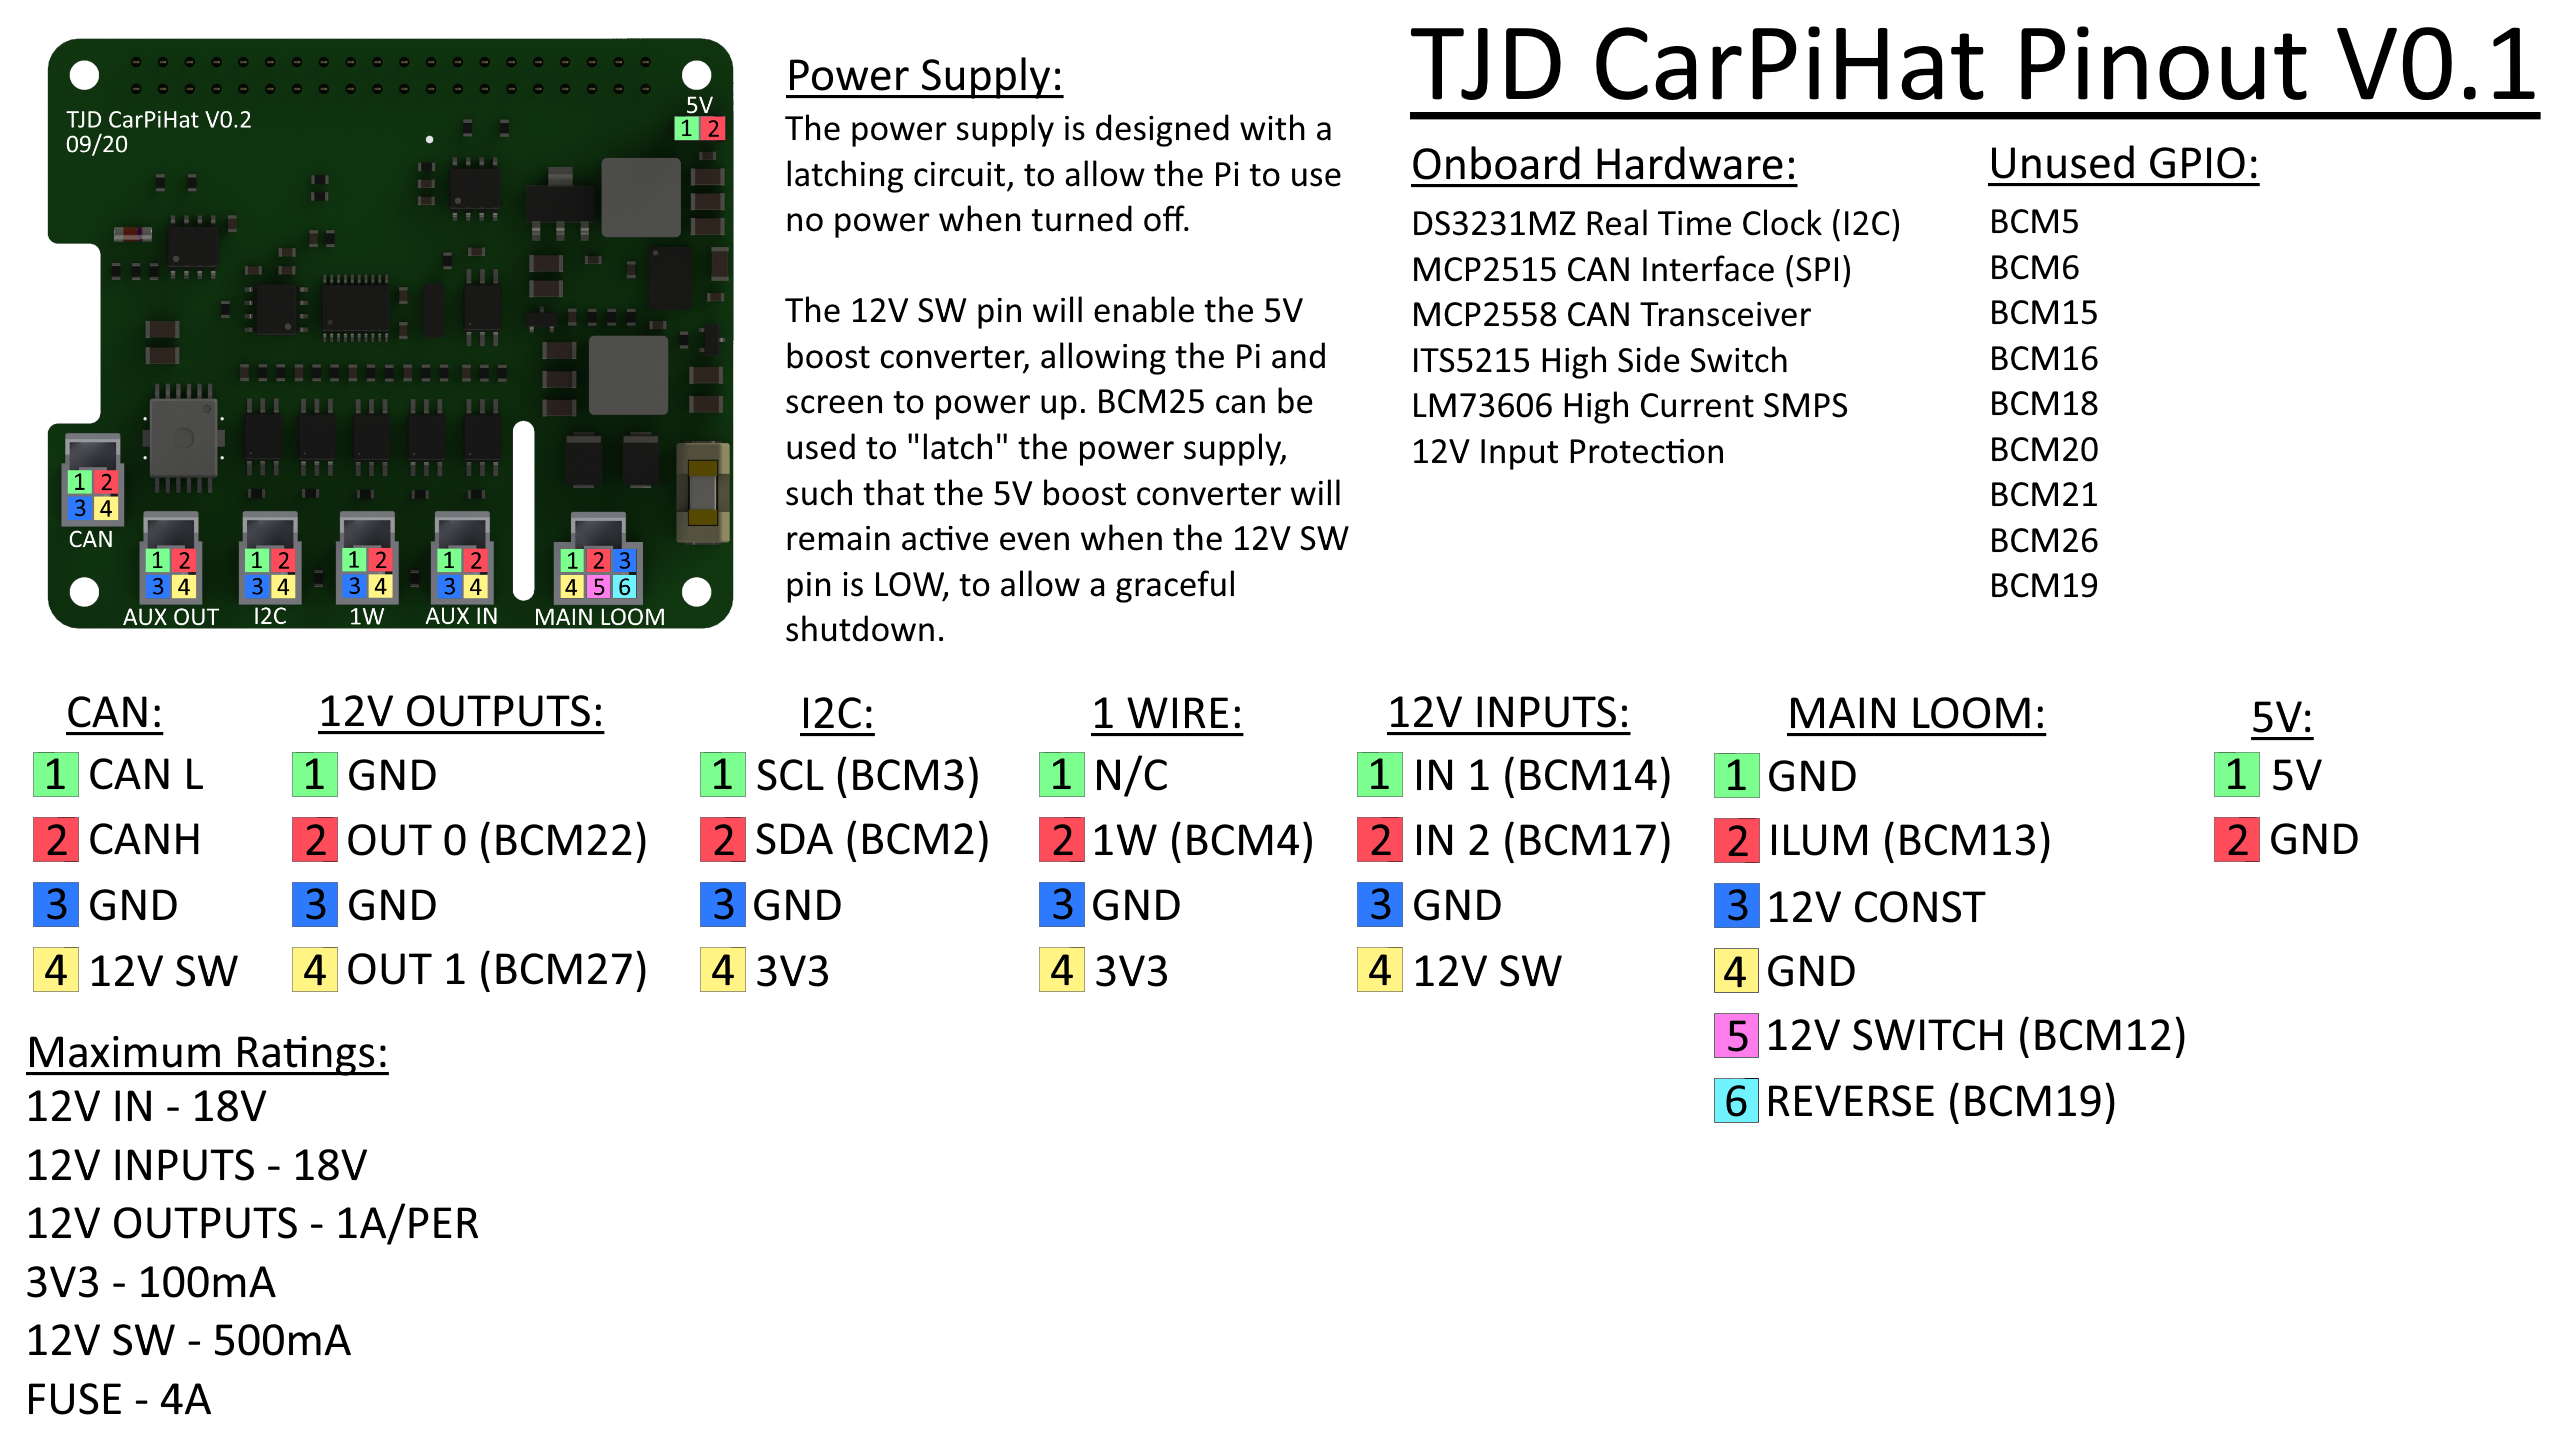 TJD CarPiHat Pinout V0.1
TJD CarPiHat V0.2
09/20
5V
1 2
1 2
3 4
CAN
1 2
3 4
AUX OUT
1 2
3 4
I2C
1 2
3 4
1W
1 2
3 4
AUX IN
1 2 3
4 5 6
MAIN LOOM
Power Supply:
The power supply is designed with a
latching circuit, to allow the Pi to use
no power when turned off.
The 12V SW pin will enable the 5V
boost converter, allowing the Pi and
screen to power up. BCM25 can be
used to "latch" the power supply,
such that the 5V boost converter will
remain active even when the 12V SW
pin is LOW, to allow a graceful
shutdown.
Onboard Hardware:
DS3231MZ Real Time Clock (I2C)
MCP2515 CAN Interface (SPI)
MCP2558 CAN Transceiver
ITS5215 High Side Switch
LM73606 High Current SMPS
12V Input Protection
Unused GPIO:
BCM5
BCM6
BCM15
BCM16
BCM18
BCM20
BCM21
BCM26
BCM19
CAN:
1 CAN L
2 CANH
3 GND
4 12V SW
12V OUTPUTS:
1 GND
2 OUT 0 (BCM22)
3 GND
4 OUT 1 (BCM27)
I2C:
1 SCL (BCM3)
2 SDA (BCM2)
3 GND
4 3V3
1 WIRE:
1 N/C
2 1W (BCM4)
3 GND
4 3V3
12V INPUTS:
1 IN 1 (BCM14)
2 IN 2 (BCM17)
3 GND
4 12V SW
MAIN LOOM:
1 GND
2 ILUM (BCM13)
3 12V CONST
4 GND
5 12V SWITCH (BCM12)
6 REVERSE (BCM19)
5V:
1 5V
2 GND
Maximum Ratings:
12V IN - 18V
12V INPUTS - 18V
12V OUTPUTS - 1A/PER
3V3 - 100mA
12V SW - 500mA
FUSE - 4A